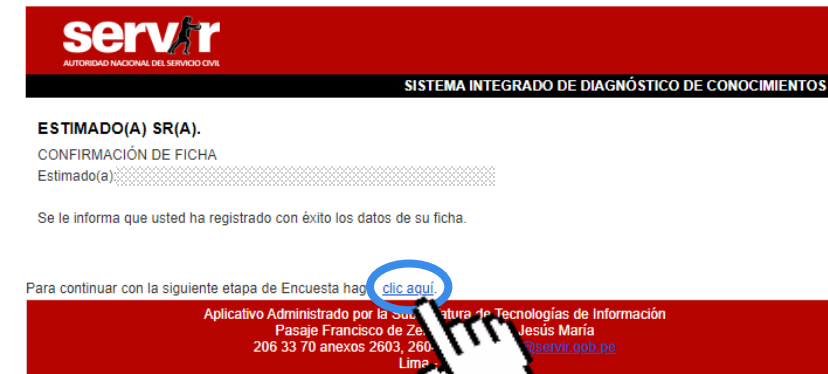 servir
AUTORIDAD NACIONAL DEL SERVICIO CIVIL
SISTEMA INTEGRADO DE DIAGNÓSTICO DE CONOCIMIENTOS
ESTIMADO(A) SR(A).
CONFIRMACIÓN DE FICHA
Estimado(a):
Se le informa que usted ha registrado con éxito los datos de su ficha.
Para continuar con la siguiente etapa de Encuesta hag clic aquí.
Aplicativo Administrado por la Sub atura de Tecnologías de Información
Pasaje Francisco de Ze Jesús María
206 33 70 anexos 2603, 260 @servir.gob.pe
Lima -